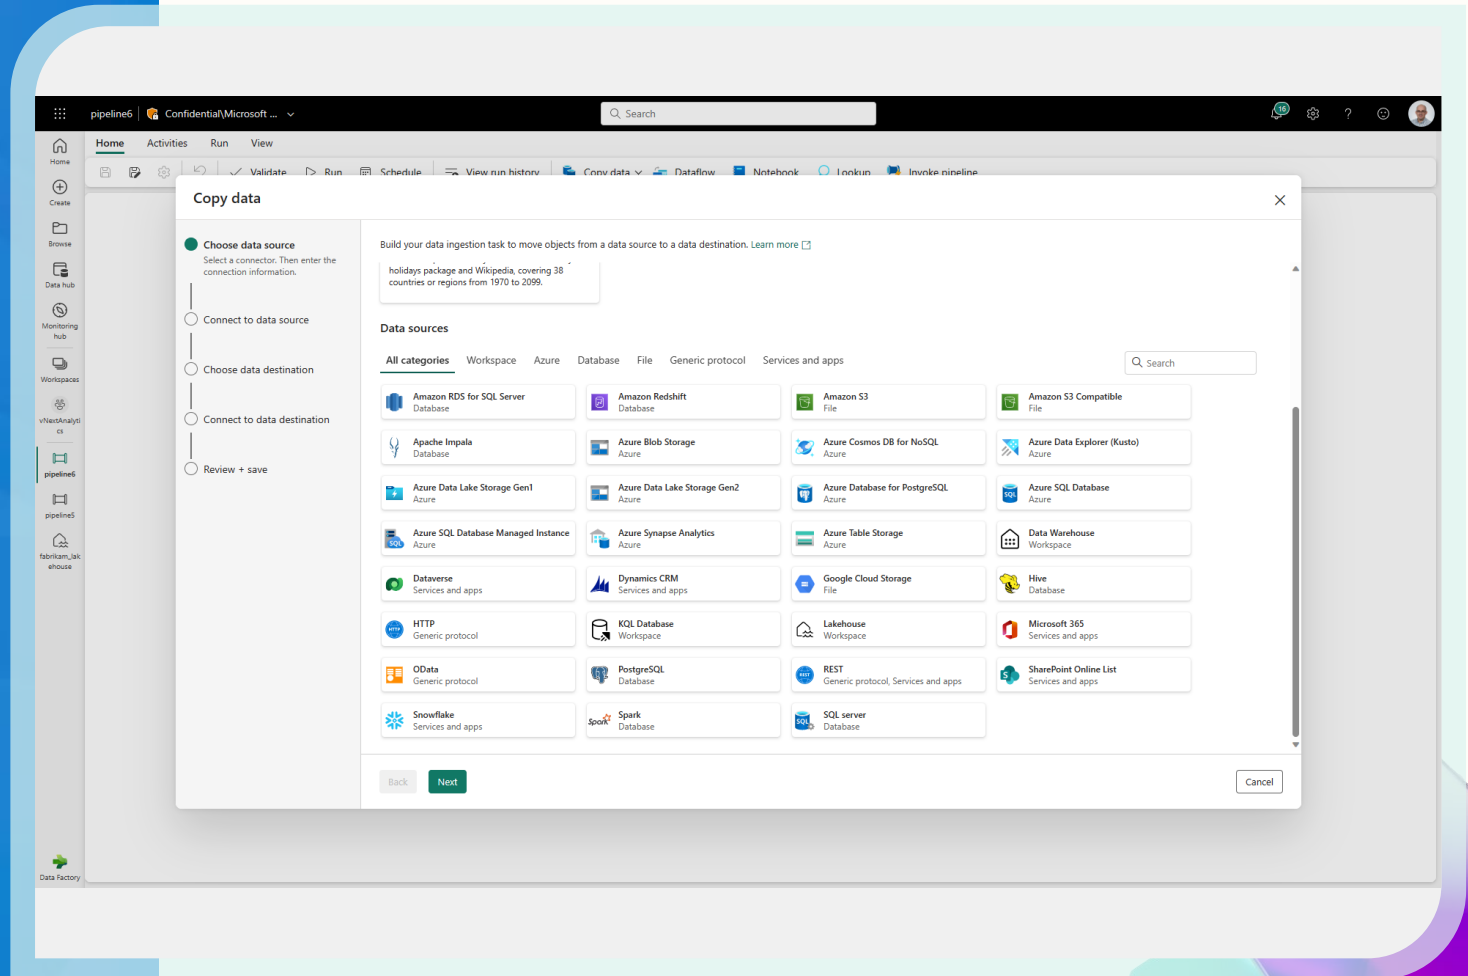 pipeline6
Confidential\Microsoft ...
Search
16
?
Home
Activities
Run
View
Validate
Run
Schedule
View run history
Copy data
Dataflow
Notebook
Lookup
Invoke pipeline
Home
Create
Browse
Data hub
Monitoring
hub
Workspaces
vNextAnalyti
cs
pipeline6
pipeline5
fabrikam_lak
ehouse
Data Factory
Copy data
Choose data source
Select a connector. Then enter the
connection information.
Connect to data source
Choose data destination
Connect to data destination
Review + save
Build your data ingestion task to move objects from a data source to a data destination. Learn more
holidays package and Wikipedia, covering 38
countries or regions from 1970 to 2099.
Data sources
All categories
Workspace
Azure
Database
File
Generic protocol
Services and apps
Search
Amazon RDS for SQL Server
Database
Amazon Redshift
Database
Amazon S3
File
Amazon S3 Compatible
File
Apache Impala
Database
Azure Blob Storage
Azure
Azure Cosmos DB for NoSQL
Azure
Azure Data Explorer (Kusto)
Azure
Azure Data Lake Storage Gen1
Azure
Azure Data Lake Storage Gen2
Azure
Azure Database for PostgreSQL
Azure
SQL
Azure SQL Database
Azure
SQL
Azure SQL Database Managed Instance
Azure
Azure Synapse Analytics
Azure
Azure Table Storage
Azure
Data Warehouse
Workspace
Dataverse
Services and apps
Dynamics CRM
Services and apps
Google Cloud Storage
File
Hive
Database
HTTP
HTTP
Generic protocol
KQL Database
Workspace
Lakehouse
Workspace
Microsoft 365
Services and apps
OData
Generic protocol
PostgreSQL
Database
REST
REST
Generic protocol, Services and apps
S
SharePoint Online List
Services and apps
Snowflake
Services and apps
Spark
Spark
Database
SQL
SQL server
Database
Back
Next
Cancel